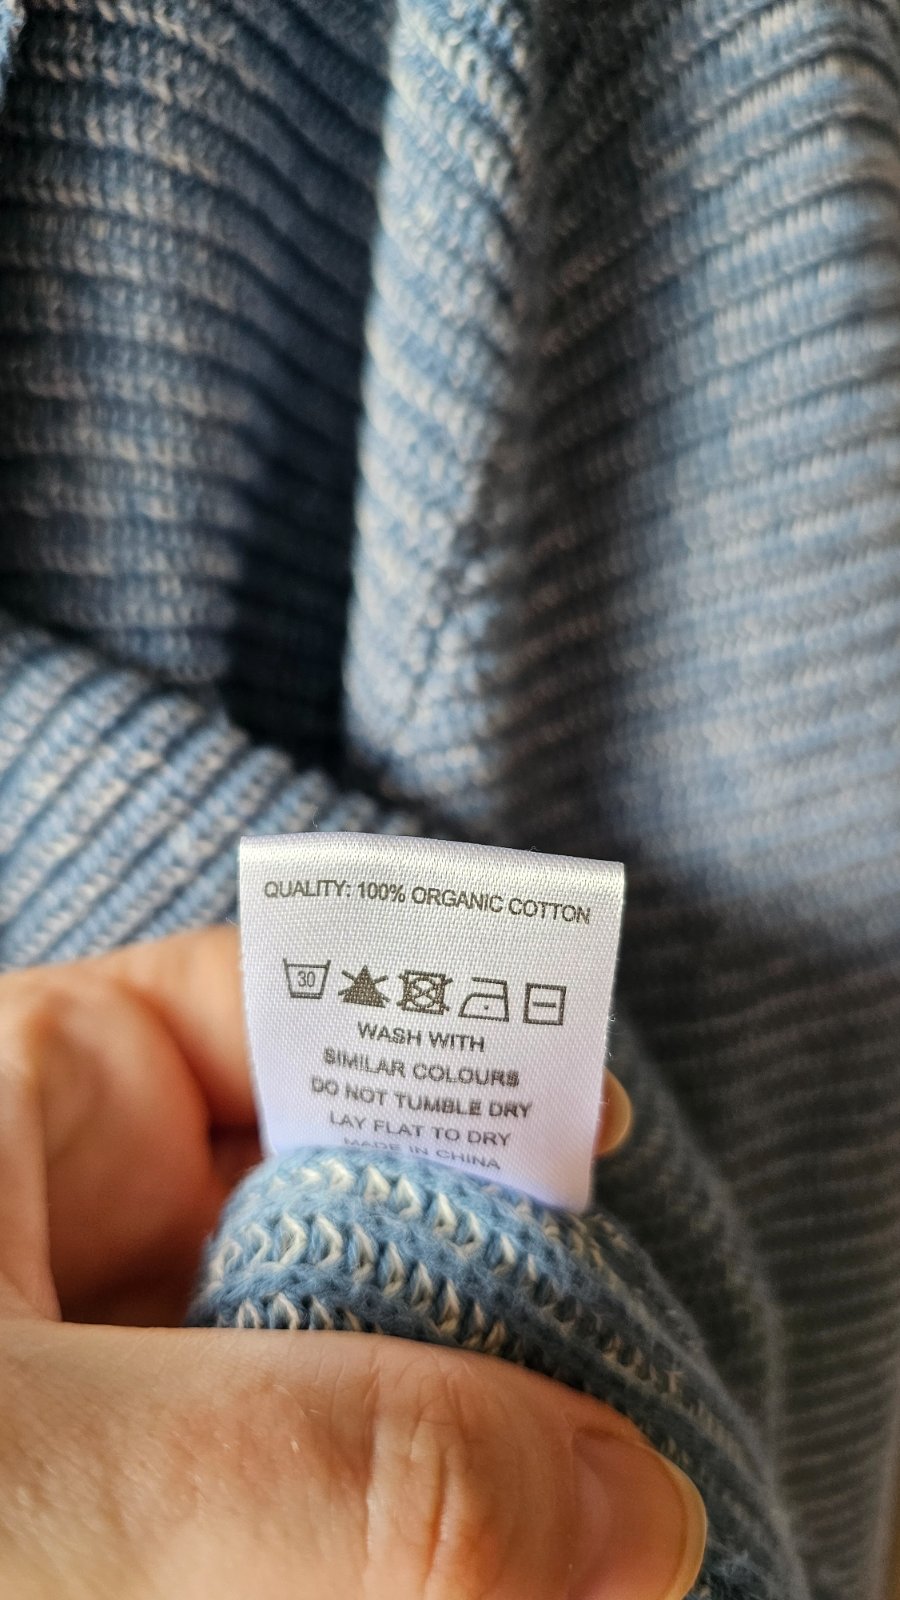 QUALITY: 100% ORGANIC COTTON
30
WASH WITH
SIMILAR COLOURS
DO NOT TUMBLE DRY
LAY FLAT TO DRY
MADE IN CHINA